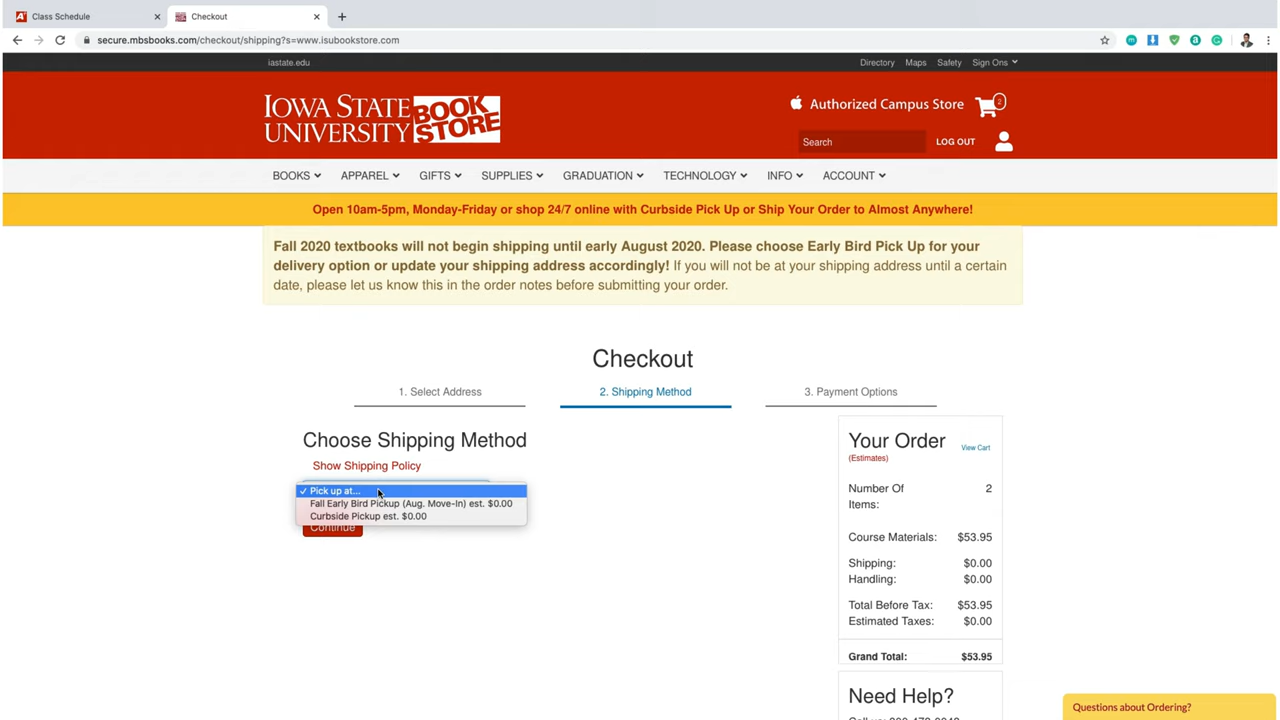 Class Schedule
Checkout
secure.mbsbooks.com/checkout/shipping?s=www.isubookstore.com
iastate.edu
Directory Maps Safety Sign Ons
IOWA STATE UNIVERSITY
BOOK STORE
Authorized Campus Store
2
Search
LOG OUT
BOOKS APPAREL GIFTS SUPPLIES GRADUATION TECHNOLOGY INFO ACCOUNT
Open 10am-5pm, Monday-Friday or shop 24/7 online with Curbside Pick Up or Ship Your Order to Almost Anywhere!
Fall 2020 textbooks will not begin shipping until early August 2020. Please choose Early Bird Pick Up for your
delivery option or update your shipping address accordingly! If you will not be at your shipping address until a certain
date, please let us know this in the order notes before submitting your order.
Checkout
1. Select Address
2. Shipping Method
3. Payment Options
Choose Shipping Method
Show Shipping Policy
✓ Pick up at...
Fall Early Bird Pickup (Aug. Move-In) est. $0.00
Curbside Pickup est. $0.00
Continue
Your Order
View Cart
(Estimates)
Number Of Items: 2
Course Materials: $53.95
Shipping: $0.00
Handling: $0.00
Total Before Tax: $53.95
Estimated Taxes: $0.00
Grand Total: $53.95
Need Help?
Questions about Ordering?